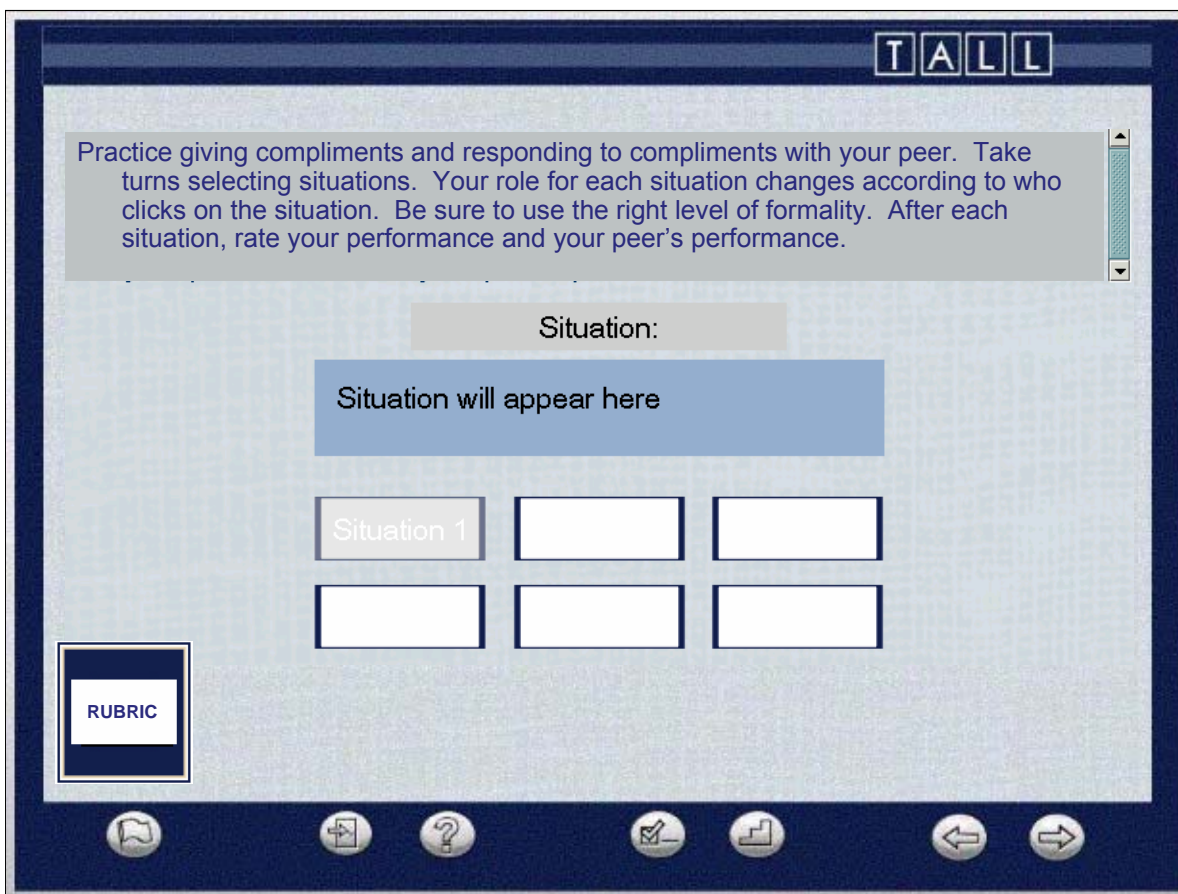 TALL
Practice giving compliments and responding to compliments with your peer. Take
turns selecting situations. Your role for each situation changes according to who
clicks on the situation. Be sure to use the right level of formality. After each
situation, rate your performance and your peer's performance.
Situation:
Situation will appear here
Situation 1
RUBRIC